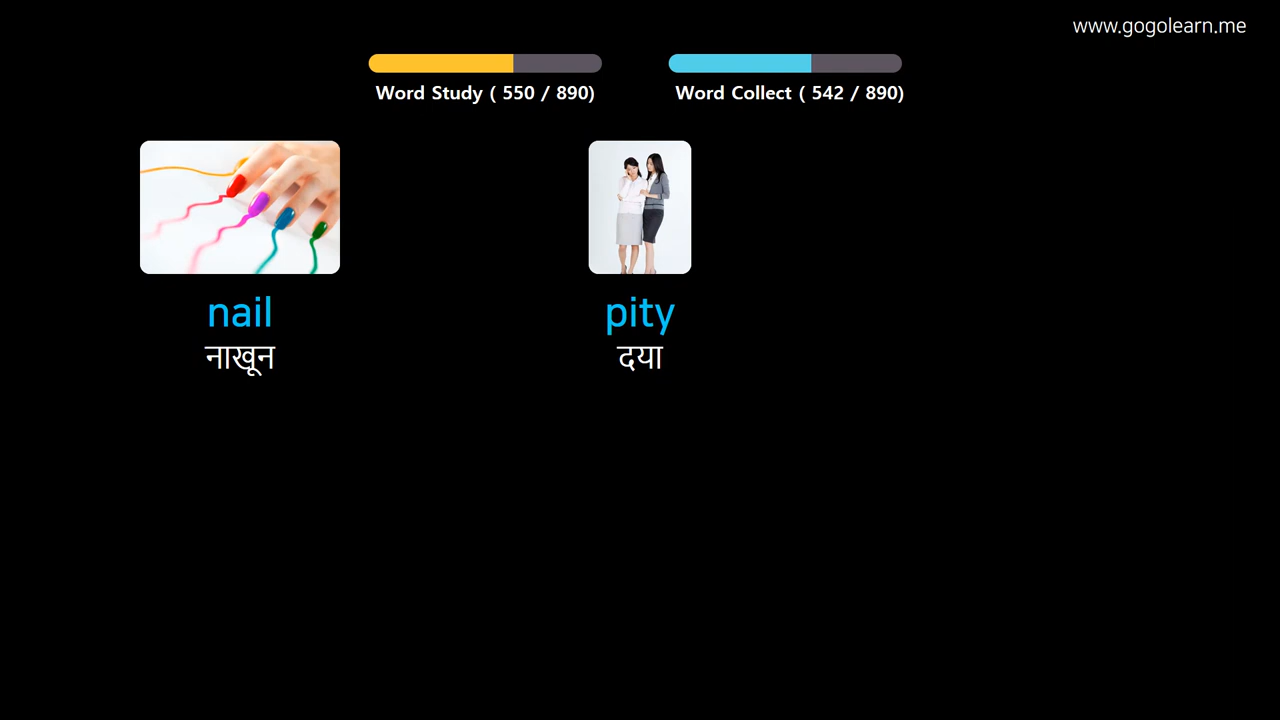 www.gogolearn.me
Word Study ( 550 / 890)
Word Collect ( 542 / 890)
nail
नाखून
pity
दया